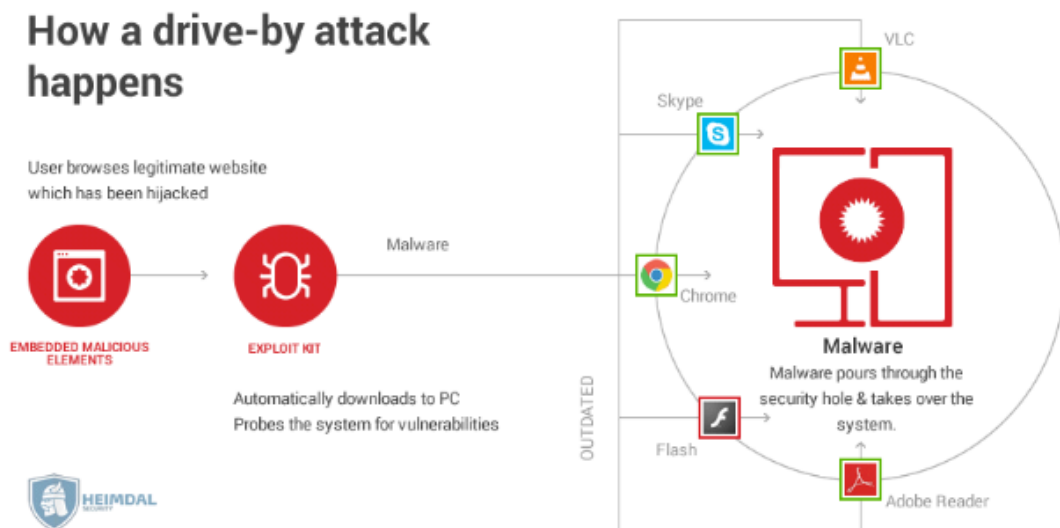 How a drive-by attack
happens
User browses legitimate website
which has been hijacked
EMBEDDED MALICIOUS
ELEMENTS
EXPLOIT KIT
Automatically downloads to PC
Probes the system for vulnerabilities
Malware
OUTDATED
VLC
Skype
Chrome
Flash
Adobe Reader
Malware
Malware pours through the
security hole & takes over the
system.
HEIMDAL
SECURITY